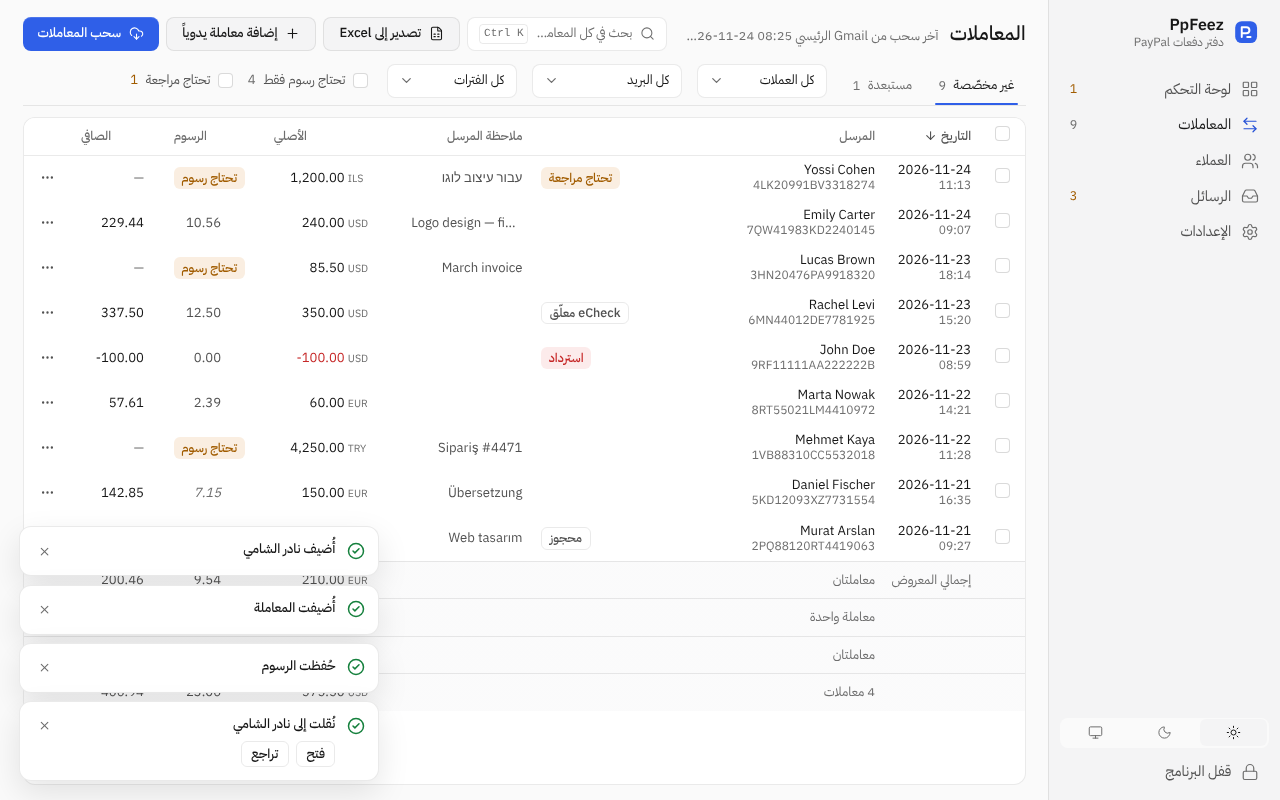 PpFeez
دفتر دفعات PayPal
لوحة التحكم 1
المعاملات 9
العملاء
الرسائل 3
الإعدادات
قفل البرنامج
المعاملات
آخر سحب من Gmail الرئيسي 08:25 24-11-26...
بحث في كل المعامـ... Ctrl K
تصدير إلى Excel
إضافة معاملة يدوياً
سحب المعاملات
غير مخصّصة 9
مستبعدة 1
كل العملات
كل البريد
كل الفترات
تحتاج رسوم فقط 4
تحتاج مراجعة 1
التاريخ المرسل ملاحظة المرسل الأصلي الرسوم الصافي
2026-11-24 Yossi Cohen تحتاج مراجعة עבור עיצוב לוגו 1,200.00 ILS تحتاج رسوم —
11:13 4LK20991BV3318274
2026-11-24 Emily Carter Logo design — fi... 240.00 USD 10.56 229.44
09:07 7QW41983KD2240145
2026-11-23 Lucas Brown March invoice 85.50 USD تحتاج رسوم —
18:14 3HN20476PA9918320
2026-11-23 Rachel Levi eCheck معلّق 350.00 USD 12.50 337.50
15:20 6MN44012DE7781925
2026-11-23 John Doe استرداد -100.00 USD 0.00 -100.00
08:59 9RF11111AA222222B
2026-11-22 Marta Nowak 60.00 EUR 2.39 57.61
14:21 8RT55021LM4410972
2026-11-22 Mehmet Kaya Sipariş #4471 4,250.00 TRY تحتاج رسوم —
11:28 1VB88310CC5532018
2026-11-21 Daniel Fischer Übersetzung 150.00 EUR 7.15 142.85
16:35 5KD12093XZ7731554
2026-11-21 Murat Arslan محجوز Web tasarım
09:27 2PQ88120RT4419063
إجمالي المعروض معاملتان 210.00 EUR 9.54 200.46
معاملة واحدة
معاملتان
4 معاملات
أُضيف نادر الشامي
أُضيفت المعاملة
حُفظت الرسوم
نُقلت إلى نادر الشامي
فتح تراجع